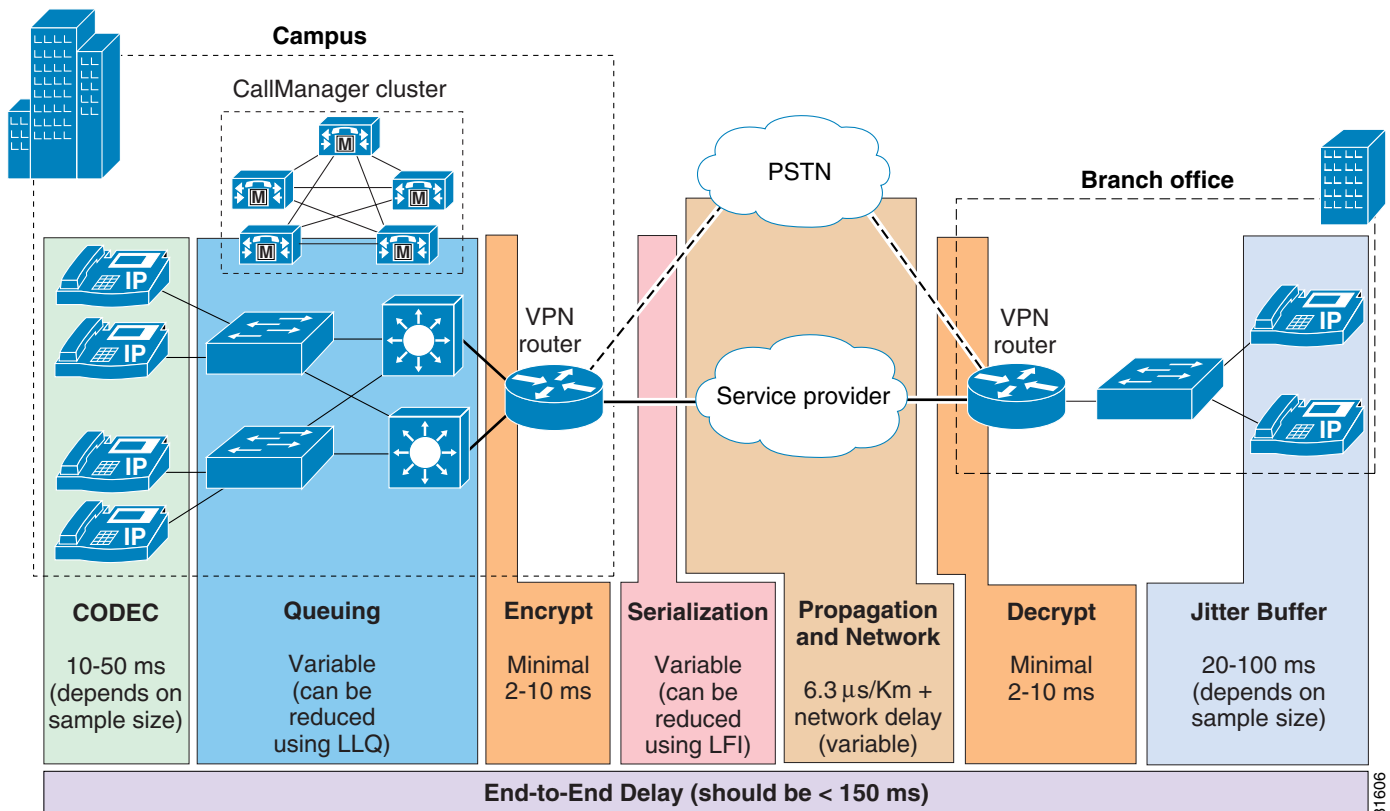 Campus
CallManager cluster
M
M
M
M
M
PSTN
Branch office
IP
IP
IP
IP
VPN
router
Service provider
VPN
router
IP
IP
CODEC
10-50 ms
(depends on
sample size)
Queuing
Variable
(can be
reduced
using LLQ)
Encrypt
Minimal
2-10 ms
Serialization
Variable
(can be
reduced
using LFI)
Propagation
and Network
6.3 μs/Km +
network delay
(variable)
Decrypt
Minimal
2-10 ms
Jitter Buffer
20-100 ms
(depends on
sample size)
End-to-End Delay (should be < 150 ms)